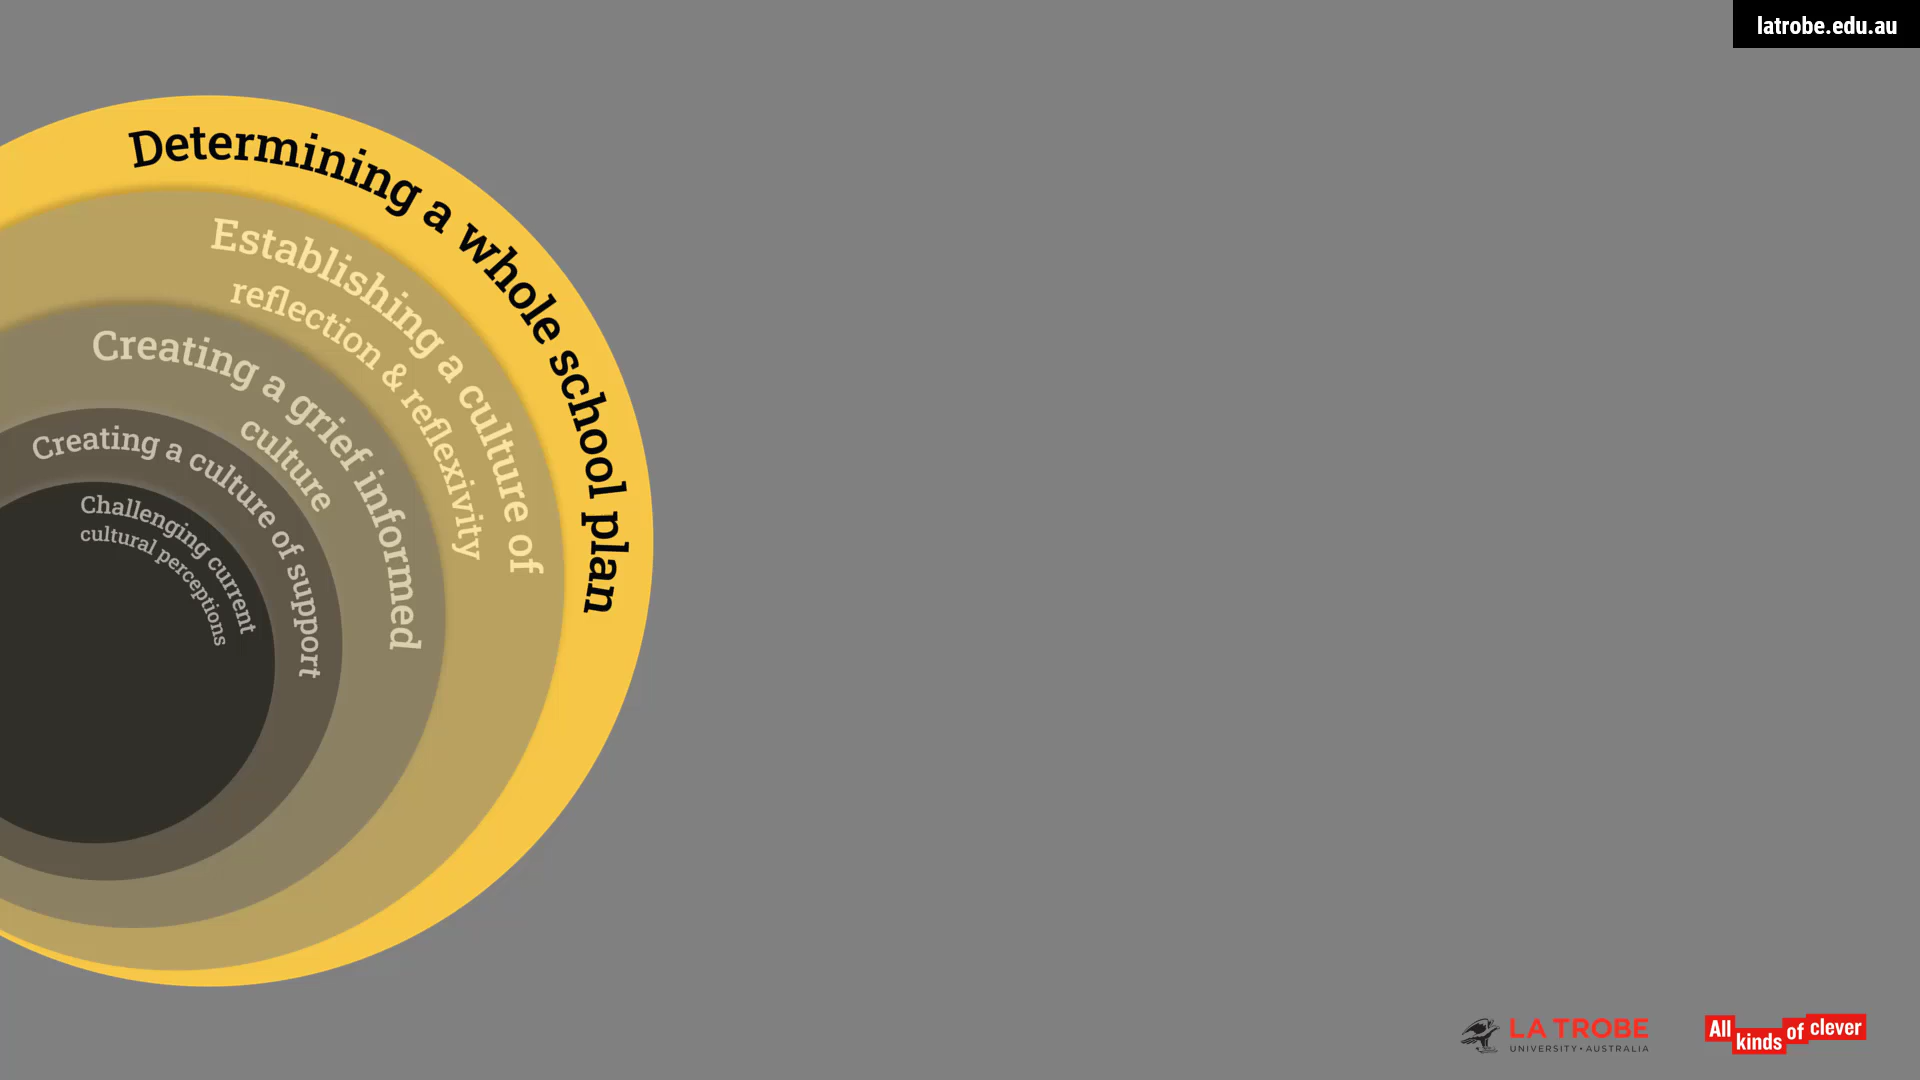 latrobe.edu.au
Determining a whole school plan
Establishing a culture of
reflection & reflexivity
Creating a grief informed
culture
Creating a culture of support
Challenging current
cultural perceptions
LA TROBE
UNIVERSITY • AUSTRALIA
All kinds of clever